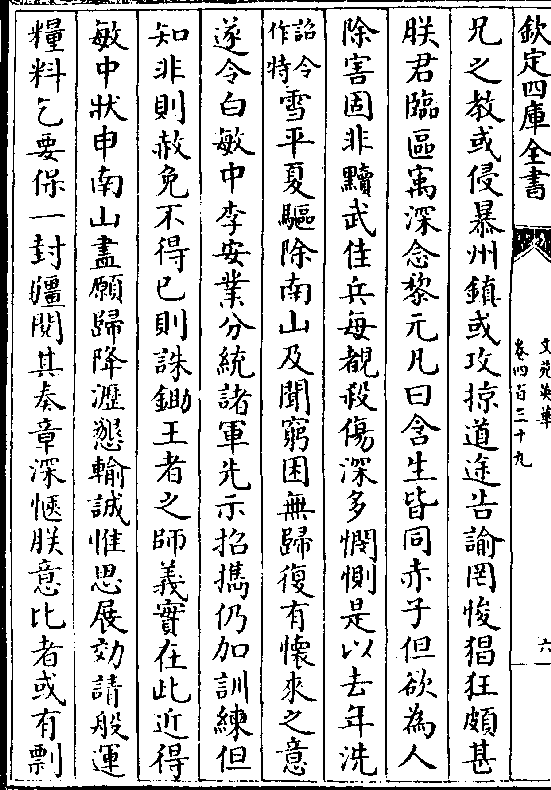 欽定四庫全書
文苑英華
卷四百三十九
六
兄之教或侵暴州鎮或攻掠道途告諭罔悛猖狂頗甚
朕君臨區㝢深念黎元凡曰含生皆同赤子但欲為人
除害固非黷武佳兵每覩殺傷深多憫惻是以去年洗
詔令作特雪平夏驅除南山及聞窮困無歸復有懷來之意
遂令白敏中李安業分統諸軍先示招攜仍加訓練但
知非則赦免不得已則誅鋤王者之師義實在此近得
敏中狀申南山盡願歸降瀝懇輸誠惟思展効請般運
糧料乞要保一封疆閱其奏章深愜朕意比者或有剽